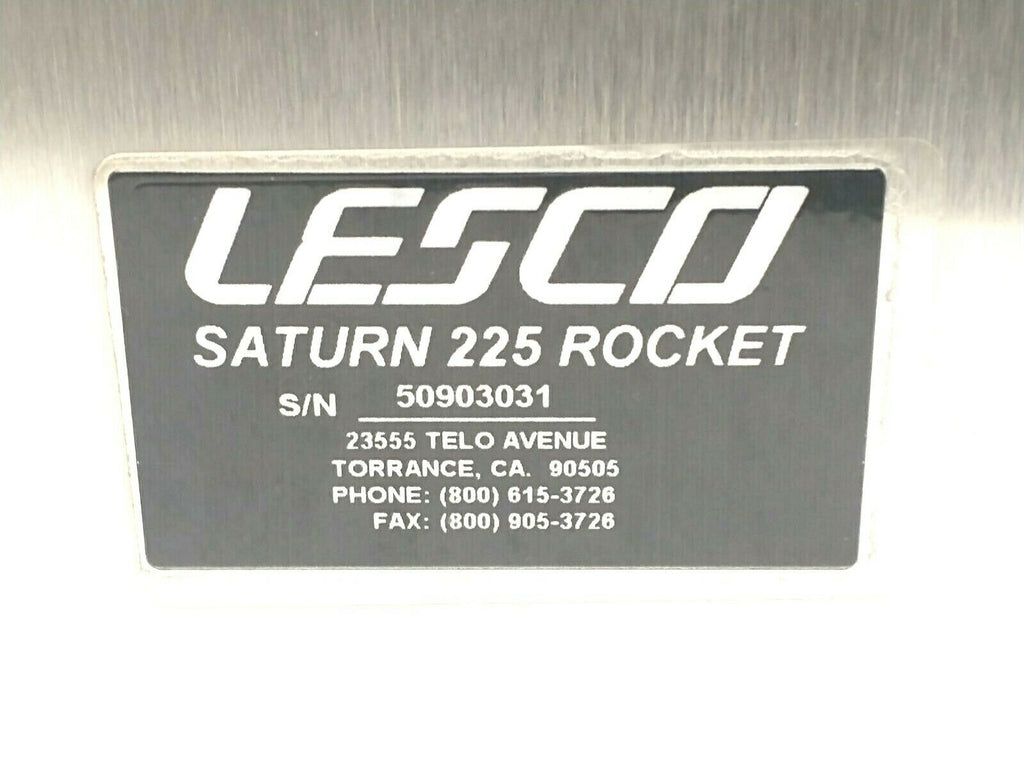 LESCO
SATURN 225 ROCKET
S/N 50903031
23555 TELO AVENUE
TORRANCE, CA. 90505
PHONE: (800) 615-3726
FAX: (800) 905-3726